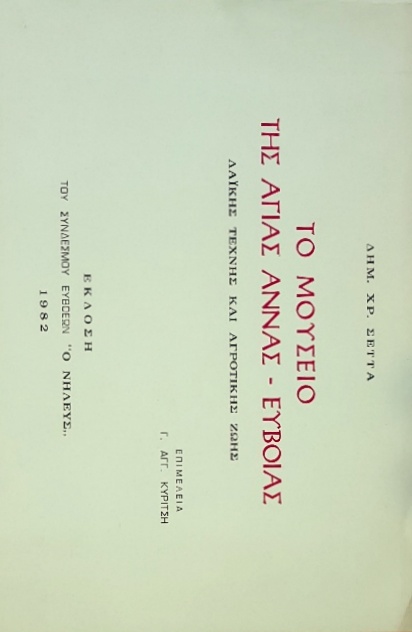 ΔΗΜ. ΧΡ. ΣΕΤΤΑ
ΤΟ ΜΟΥΣΕΙΟ
ΤΗΣ ΑΓΙΑΣ ΑΝΝΑΣ - ΕΥΒΟΙΑΣ
ΛΑΪΚΗΣ ΤΕΧΝΗΣ ΚΑΙ ΑΓΡΟΤΙΚΗΣ ΖΩΗΣ
ΕΠΙΜΕΛΕΙΑ
Γ. ΑΓΓ. ΚΥΡΙΤΣΗ
ΕΚΔΟΣΗ
ΤΟΥ ΣΥΝΔΕΣΜΟΥ ΕΥΒΟΕΩΝ "Ο ΝΗΛΕΥΣ,,
1982